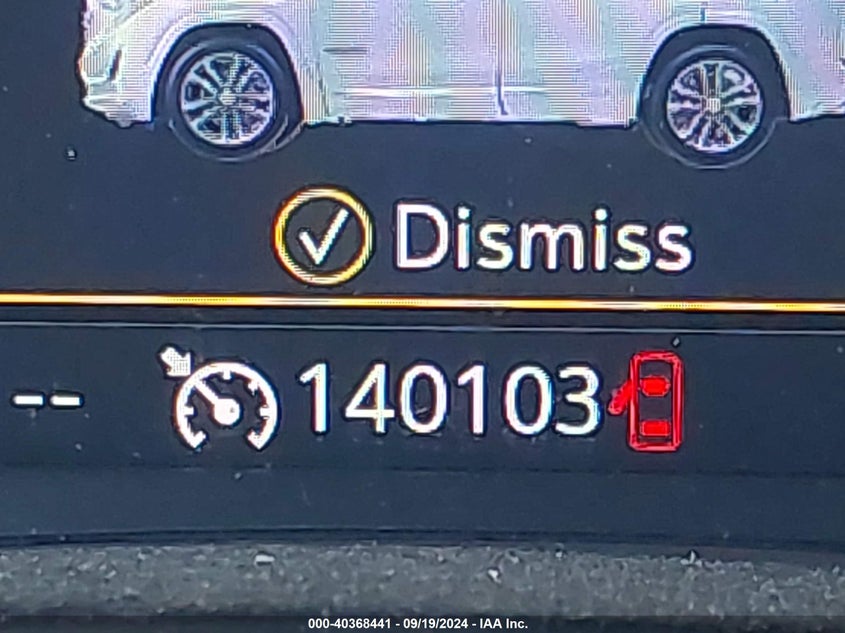 Dismiss
-- 140103
000-40368441 - 09/19/2024 - IAA Inc.